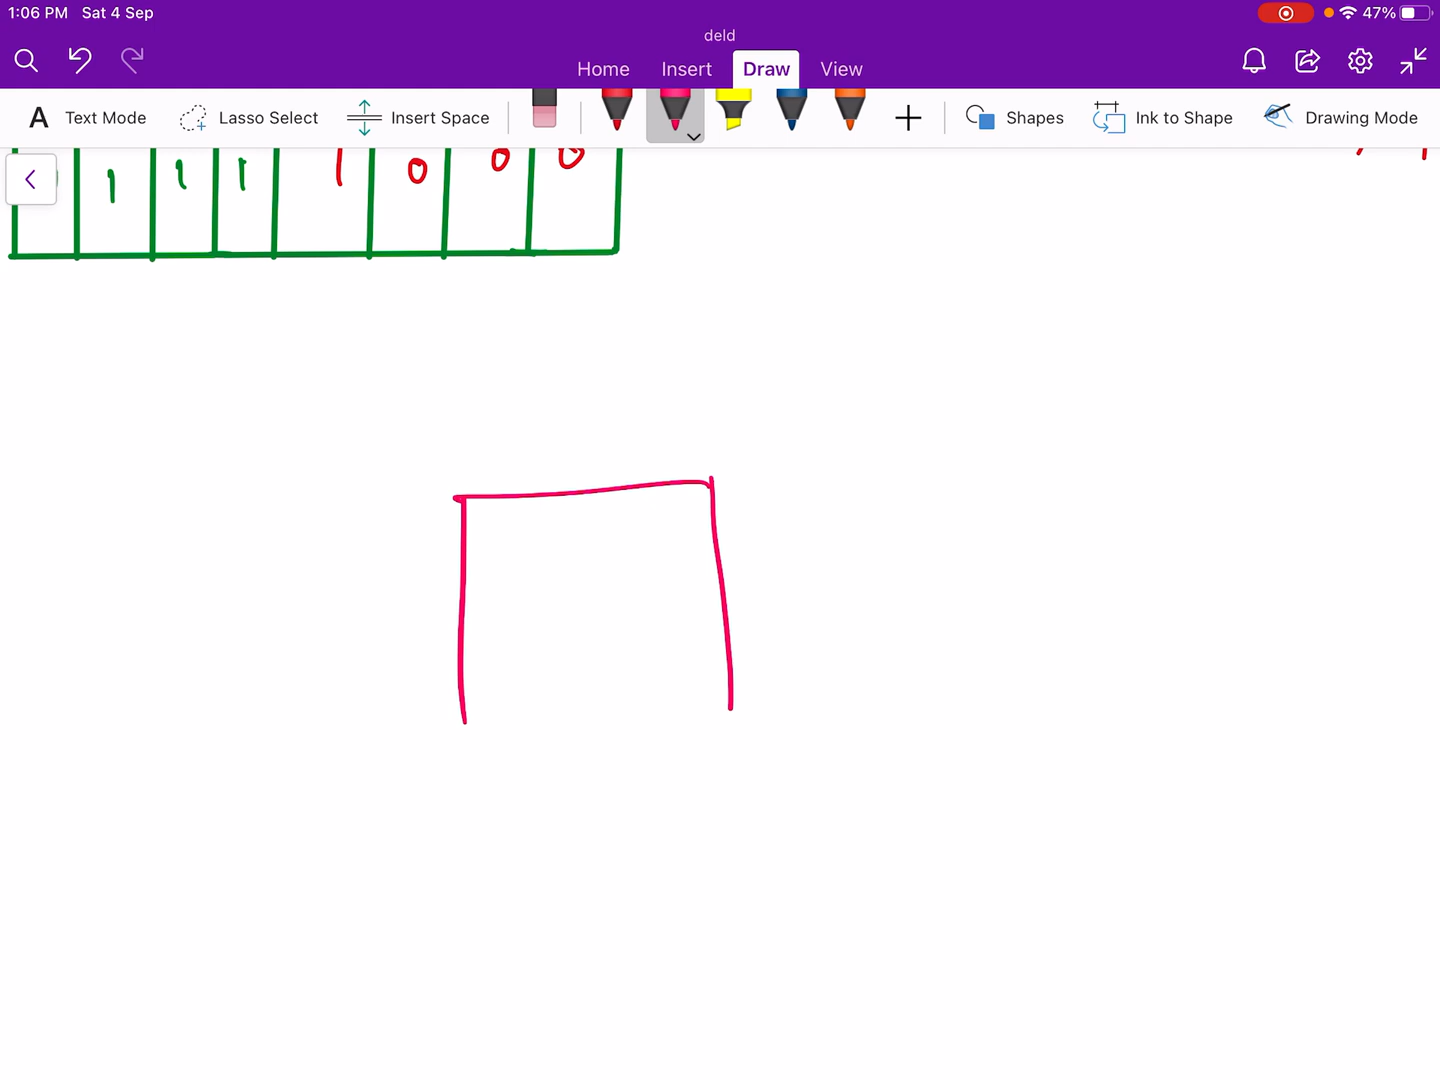 1:06 PM Sat 4 Sep 47%
deld
Home Insert Draw View
A Text Mode Lasso Select Insert Space Shapes Ink to Shape Drawing Mode
1 1 1 1 0 0 0